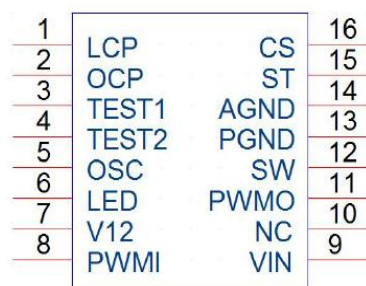 1 LCP CS 16
2 OCP ST 15
3 TEST1 AGND 14
4 TEST2 PGND 13
5 OSC SW 12
6 LED PWMO 11
7 V12 NC 10
8 PWMI VIN 9